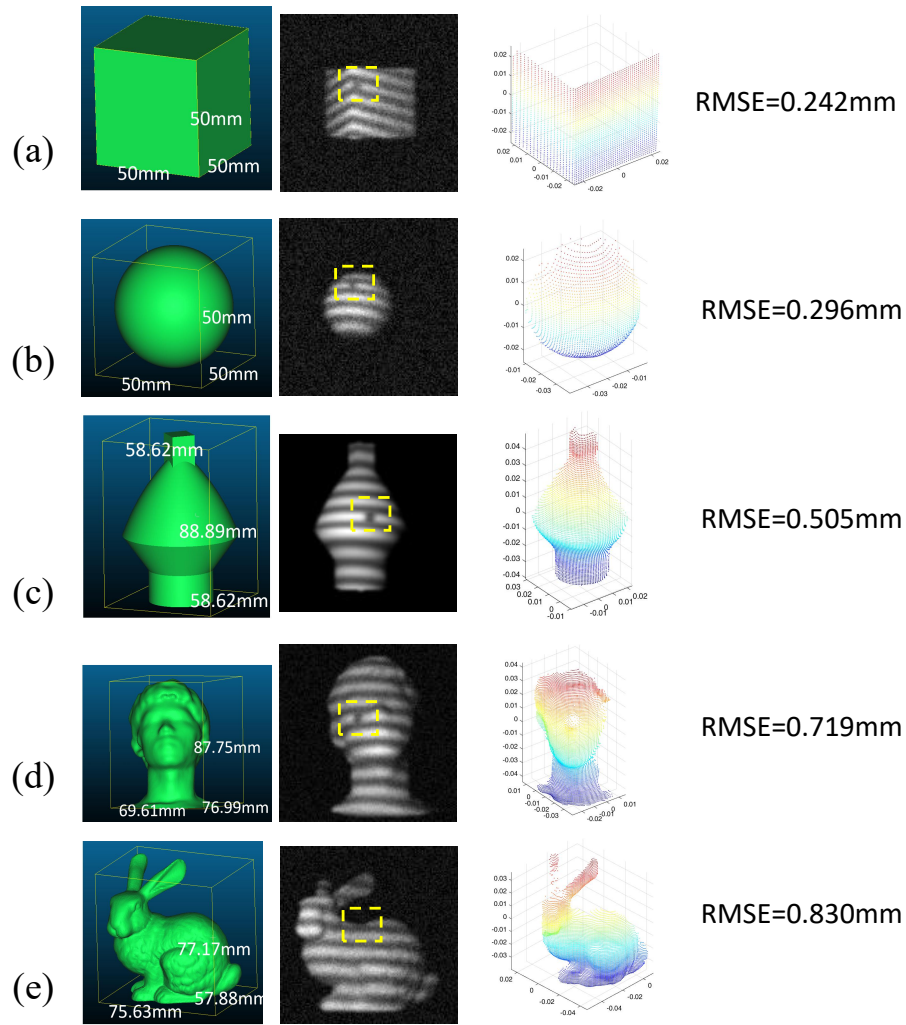 50mm
50mm
50mm
(a)
0.02
0.01
0
-0.01
-0.02
0.01
0
-0.01
-0.02
-0.02
0
0.02
RMSE=0.242mm
50mm
50mm
50mm
(b)
0.02
0.01
0
-0.01
-0.02
-0.01
-0.02
-0.03
-0.03
-0.02
-0.01
RMSE=0.296mm
58.62mm
88.89mm
58.62mm
(c)
0.04
0.03
0.02
0.01
0
-0.01
-0.02
-0.03
-0.04
0.02
0.01
0
-0.01
-0.01
0
0.01
0.02
RMSE=0.505mm
87.75mm
69.61mm
76.99mm
(d)
0.04
0.03
0.02
0.01
0
-0.01
-0.02
-0.03
-0.04
0.01
0
-0.01
-0.02
-0.03
-0.02
-0.01
0
0.01
RMSE=0.719mm
77.17mm
57.88mm
75.63mm
(e)
0.03
0.02
0.01
0
-0.01
-0.02
-0.03
0.02
0
-0.02
-0.04
-0.04
-0.02
0
RMSE=0.830mm